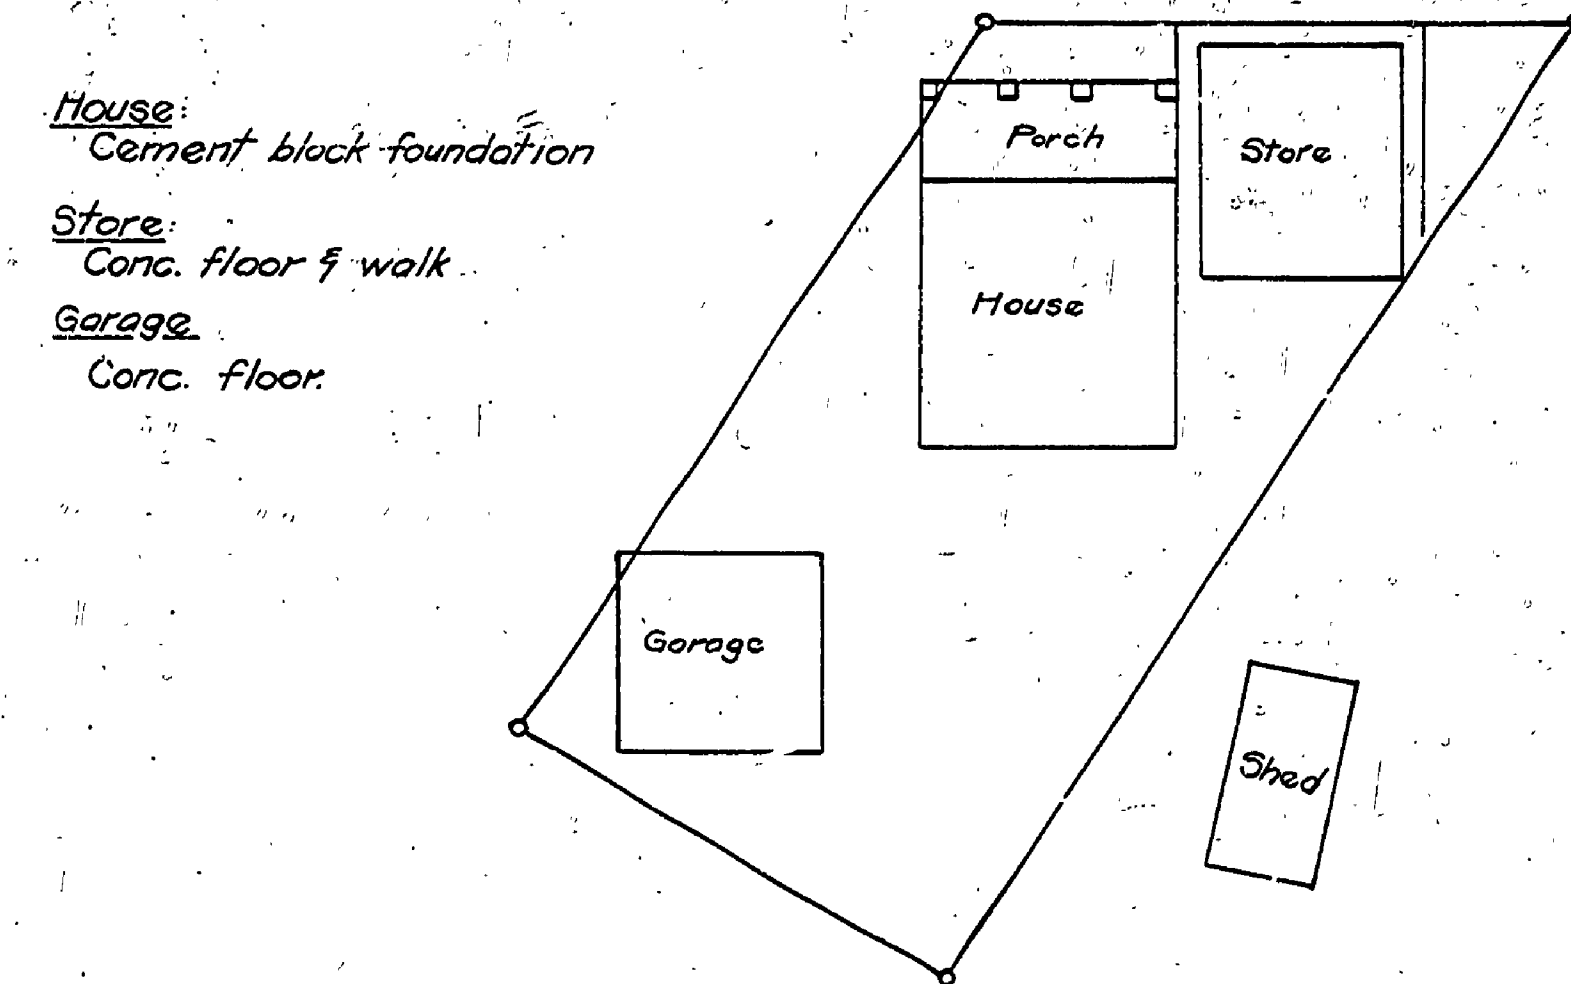 House:
Cement block foundation
Store:
Conc. floor & walk
Garage
Conc. floor.
Porch
Store
House
Garage
Shed